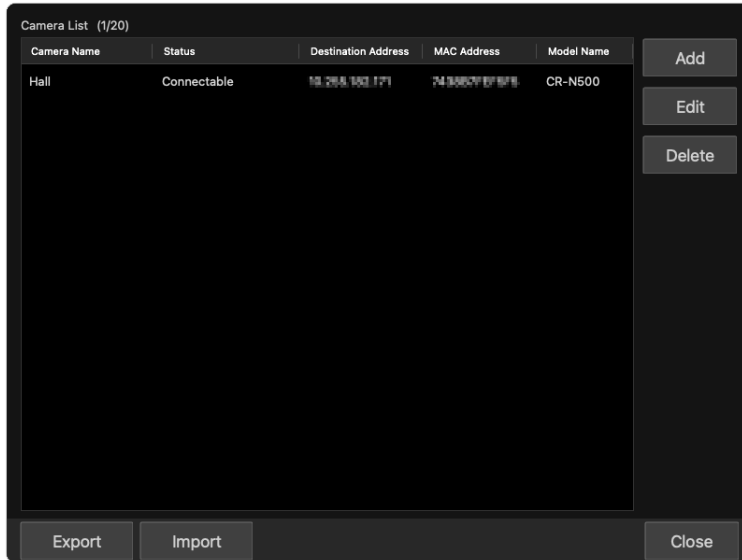 Camera List (1/20)
Camera Name Status Destination Address MAC Address Model Name
Hall Connectable CR-N500
Add
Edit
Delete
Export Import Close